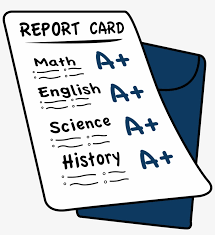 REPORT CARD
Math A+
English A+
Science A+
History A+